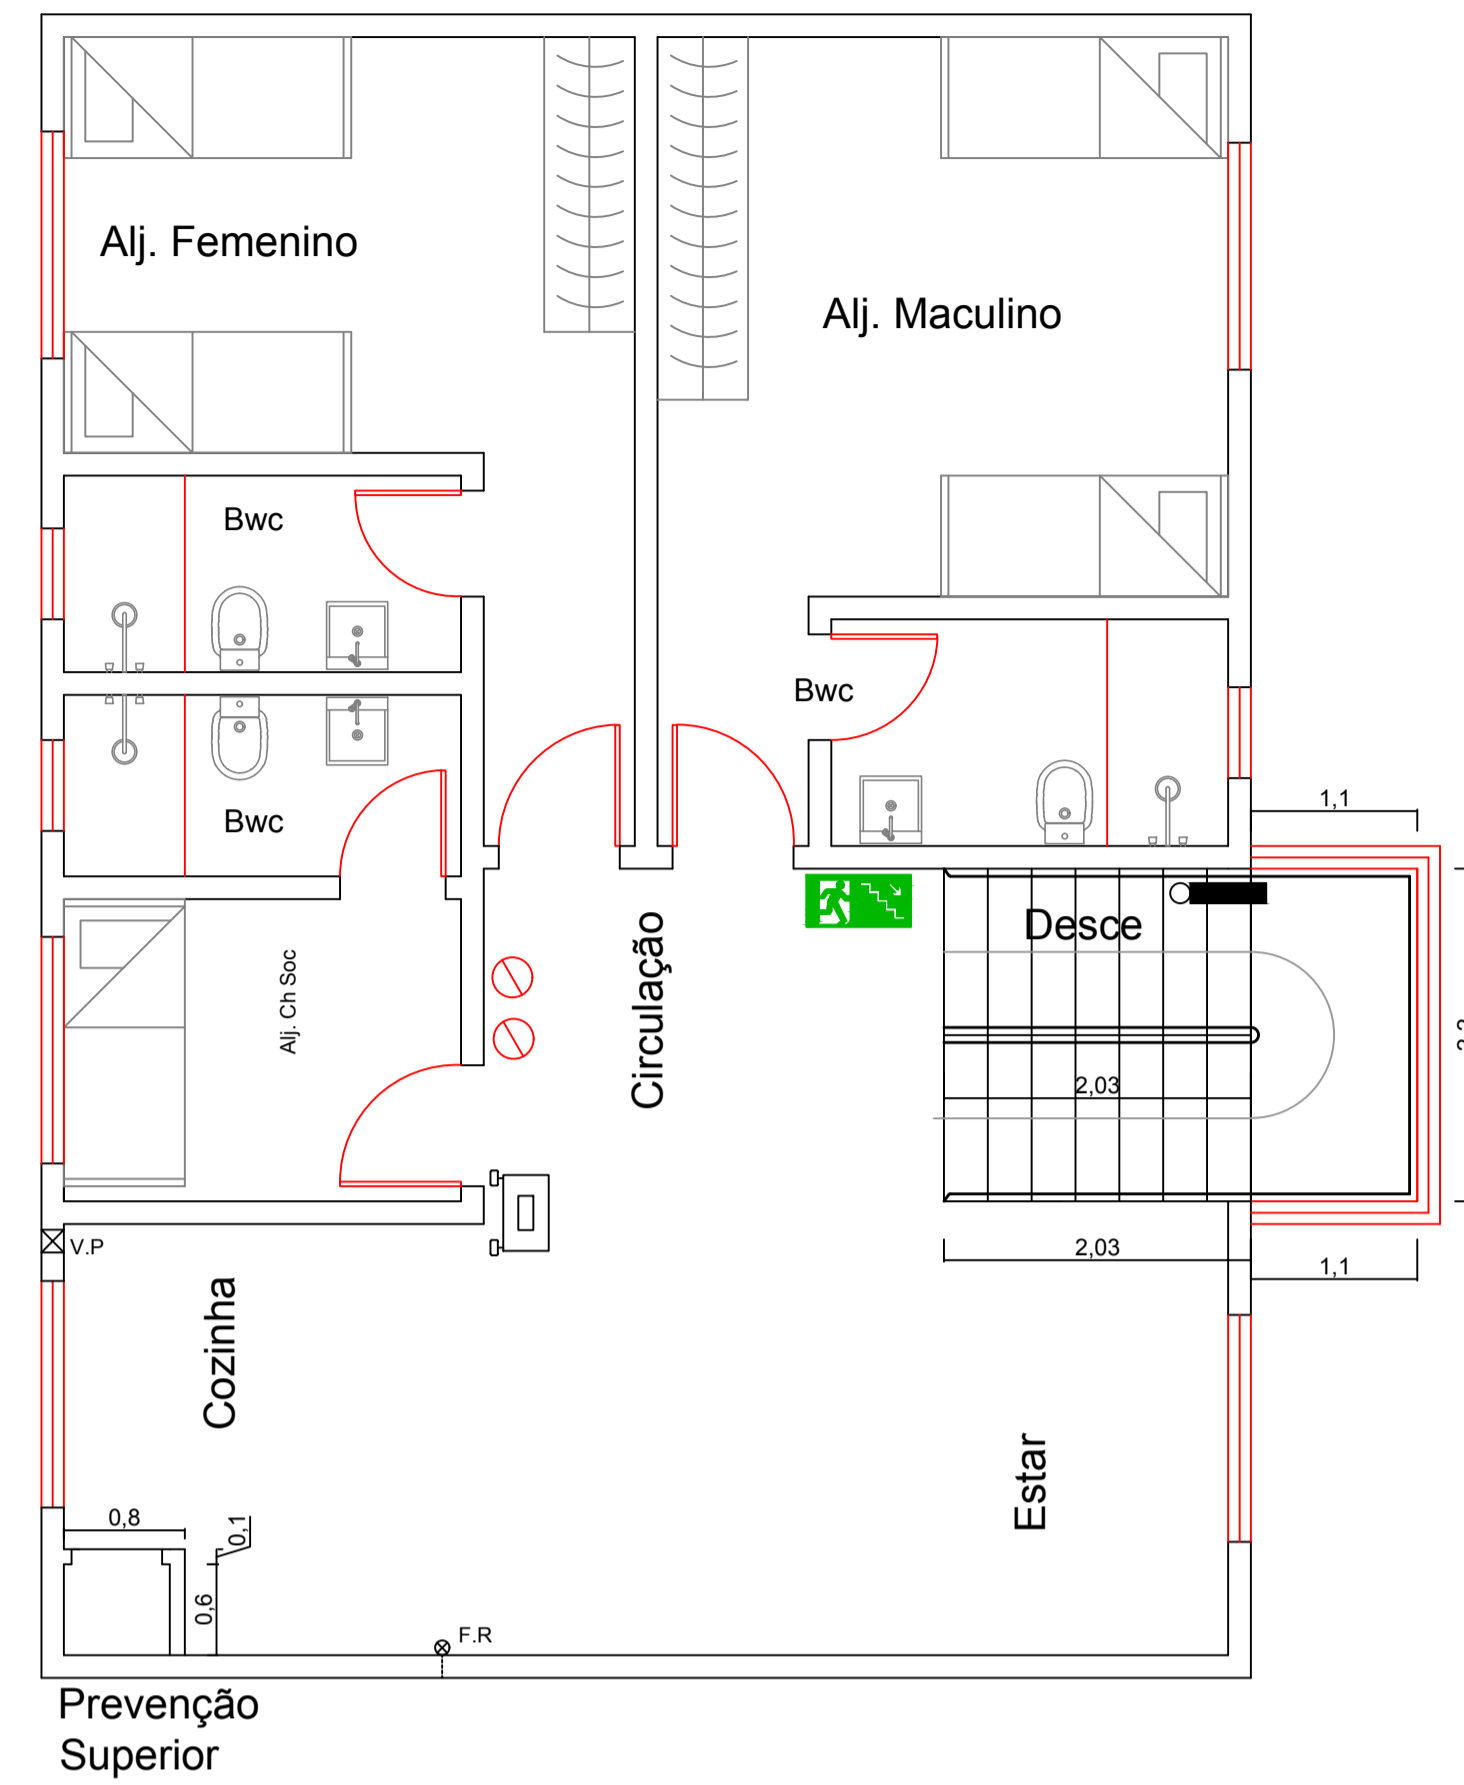 Alj. Femenino
Alj. Maculino
Bwc
Bwc
Bwc
1,1
Desce
Circulação
Alj. Ch Soc
2,03
V.P
2,03
1,1
Cozinha
Estar
0,8
0,1
0,6
F.R
Prevenção
Superior